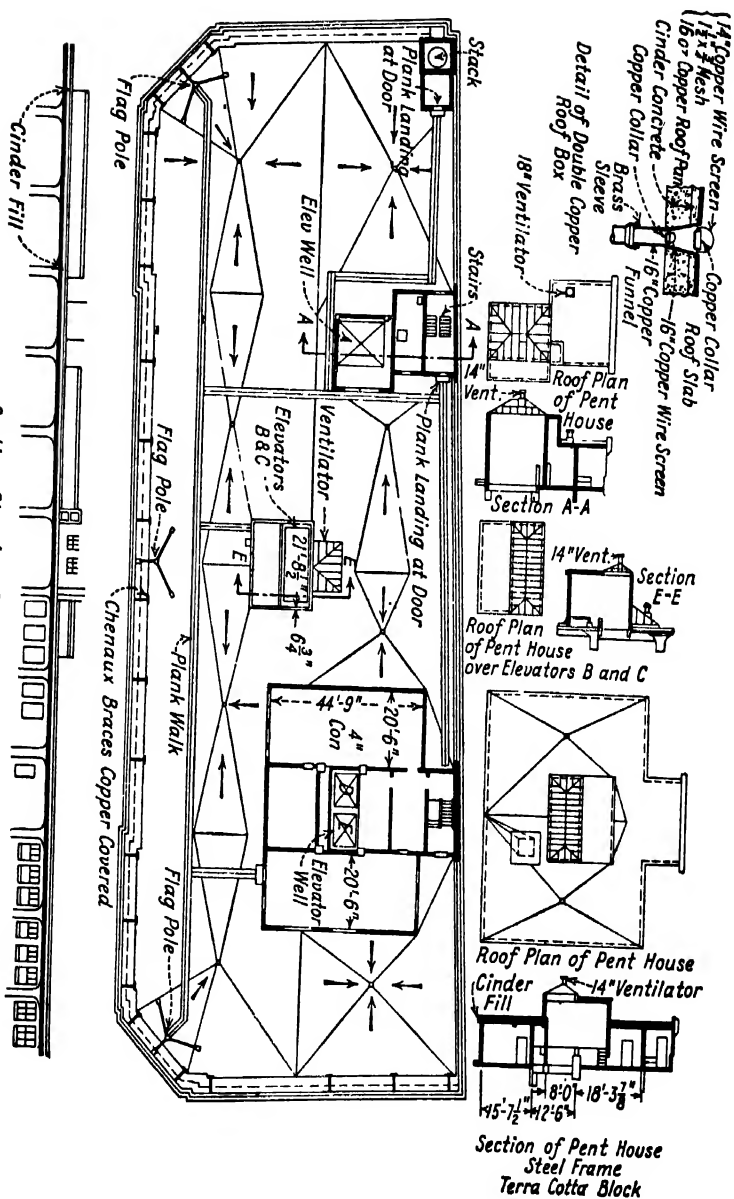 14" Copper Wire Screen
1½" x ¾" Mesh
16 oz Copper Roof Pan
Cinder Concrete
Copper Collar
Brass
Sleeve
Detail of Double Copper
Roof Box
Copper Collar
Roof Slab
16" Copper Wire Screen
16" Copper
Funnel
18" Ventilator
Roof Plan
of Pent
House
14"
Vent.
Section A-A
14" Vent.
Section
E-E
Roof Plan
of Pent House
over Elevators B and C
Roof Plan of Pent House
Cinder
Fill
14" Ventilator
8'-0"
18'-3⅞"
15'-7½"
12'-6"
Section of Pent House
Steel Frame
Terra Cotta Block
Stack
Plank Landing
at Door
Stairs
Elev Well
A
A
Plank Landing at Door
Ventilator
Elevators
B & C
21'-8½"
6¾"
E
E
44'-9"
20'-6"
4"
Con
Elevator
Well
20'-6"
Flag Pole
Flag Pole
Plank Walk
Chenaux Braces Copper Covered
Flag Pole
Cinder Fill